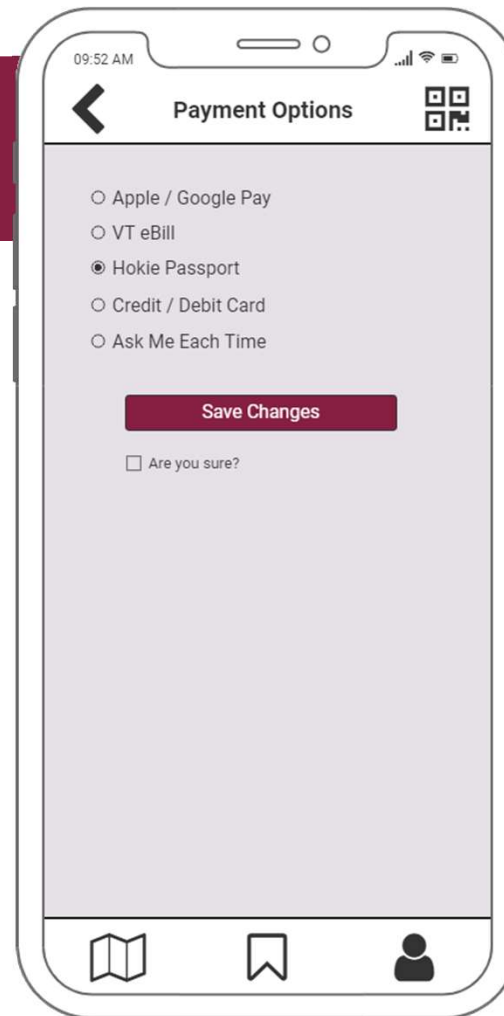 09:52 AM
Payment Options
Apple / Google Pay
VT eBill
Hokie Passport
Credit / Debit Card
Ask Me Each Time
Save Changes
Are you sure?